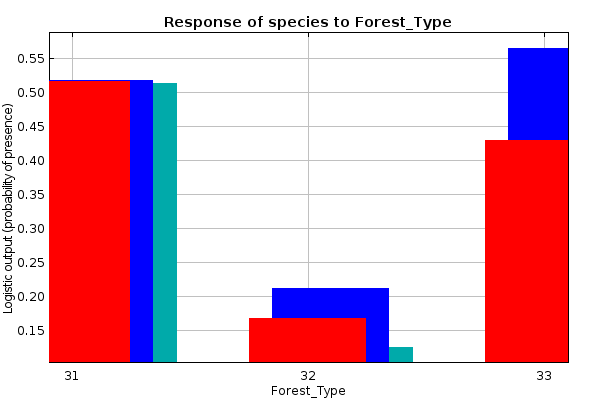 Response of species to Forest_Type
Logistic output (probability of presence)
0.55
0.50
0.45
0.40
0.35
0.30
0.25
0.20
0.15
31 32 33
Forest_Type